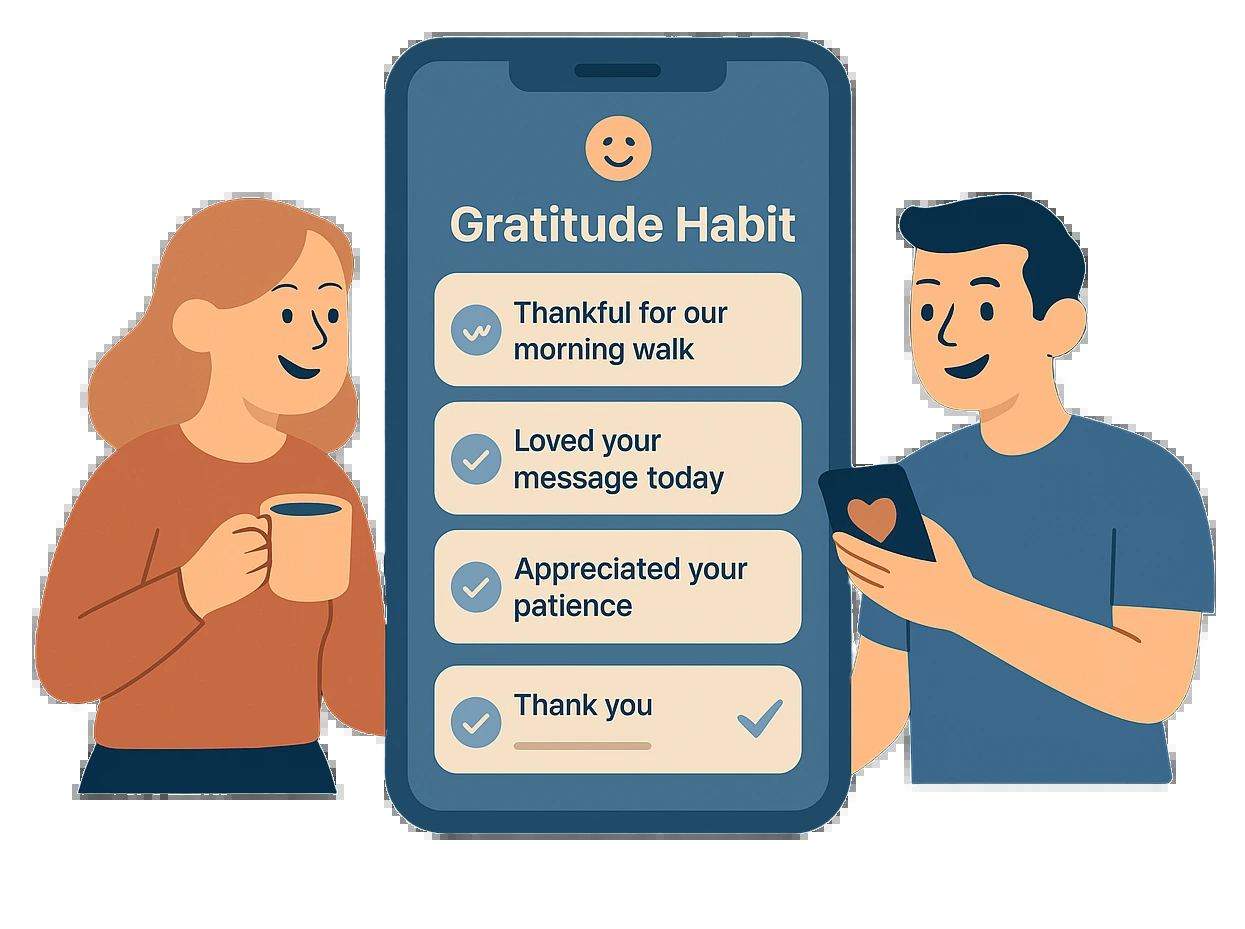 Gratitude Habit
Thankful for our
morning walk
Loved your
message today
Appreciated your
patience
Thank you